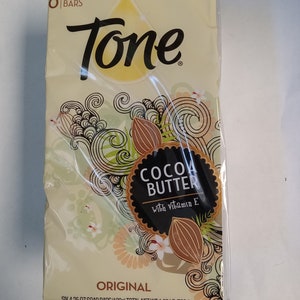 BARS
Tone®
COCOA
BUTTER
With Vitamin E
ORIGINAL